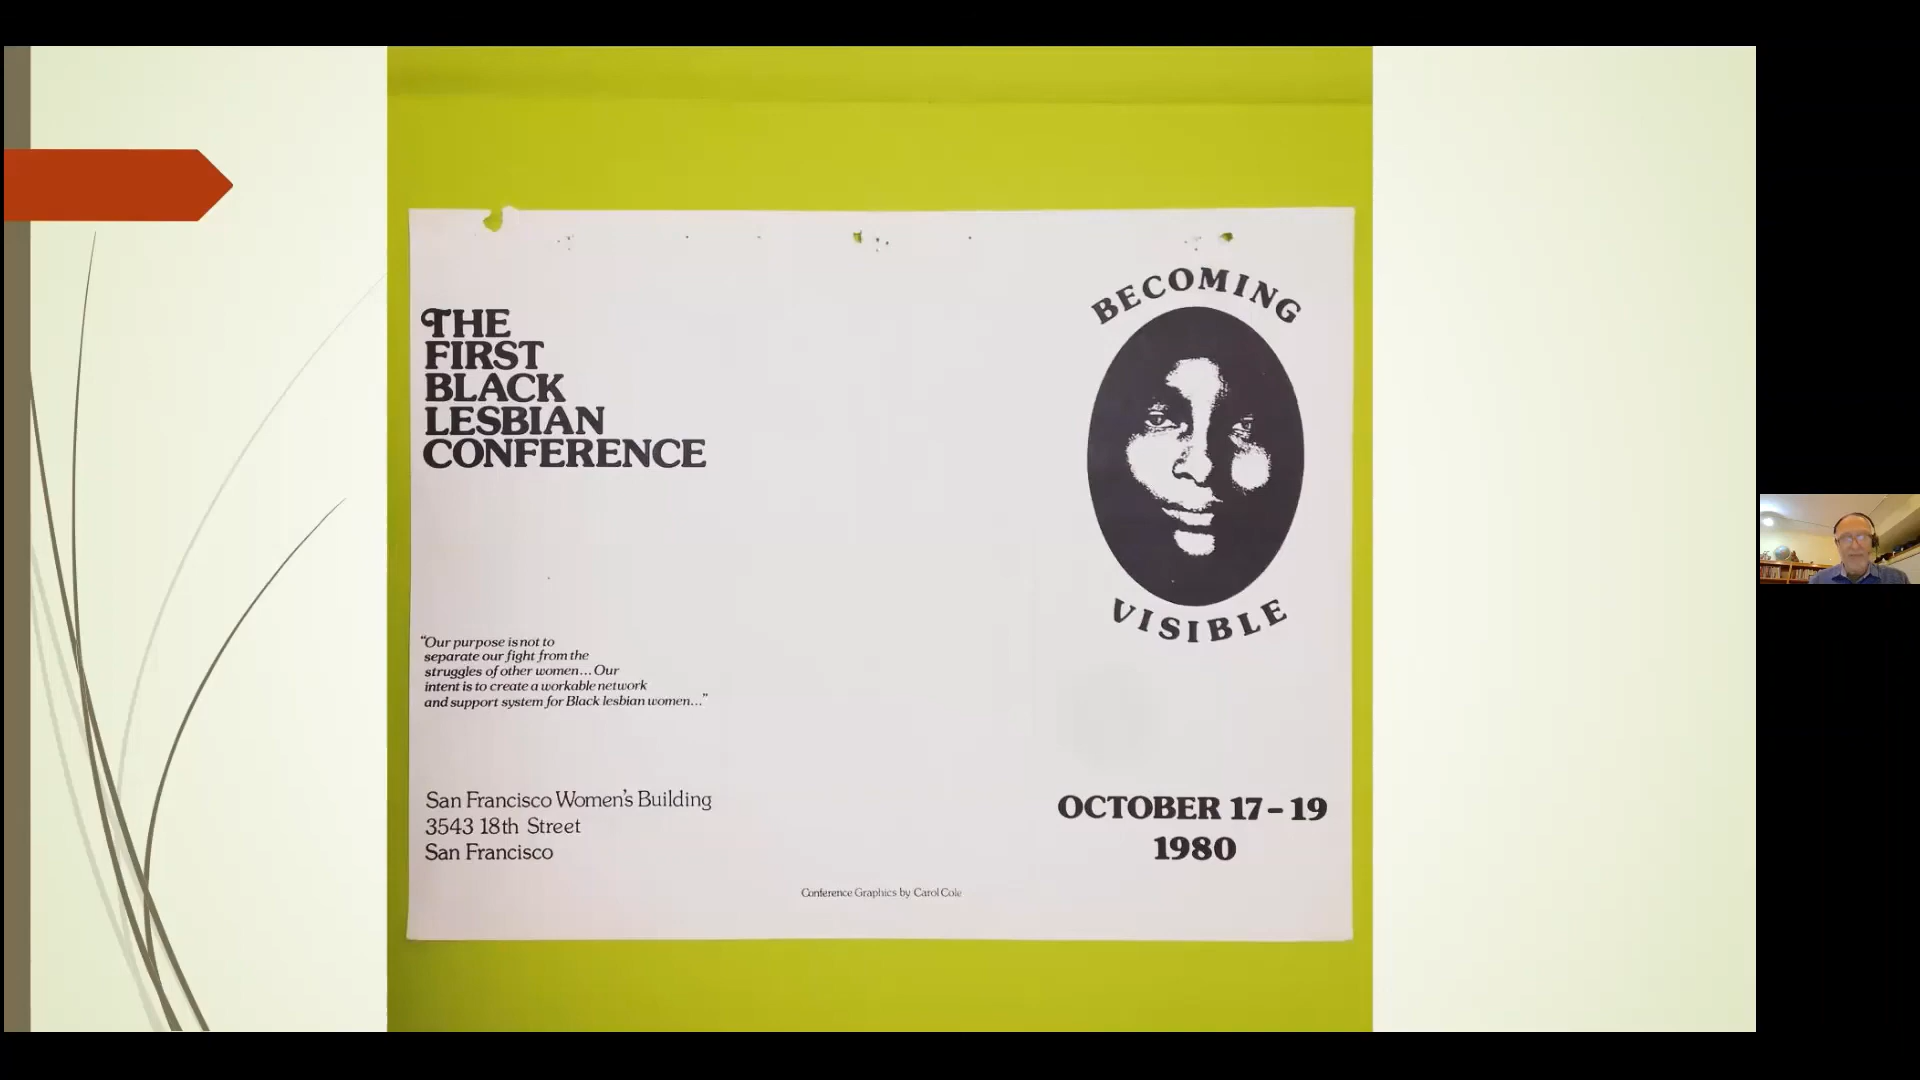 THE
FIRST
BLACK
LESBIAN
CONFERENCE
“Our purpose is not to
separate our fight from the
struggles of other women... Our
intent is to create a workable network
and support system for Black lesbian women...”
San Francisco Women's Building
3543 18th Street
San Francisco
BECOMING
VISIBLE
OCTOBER 17-19
1980
Conference Graphics by Carol Cole